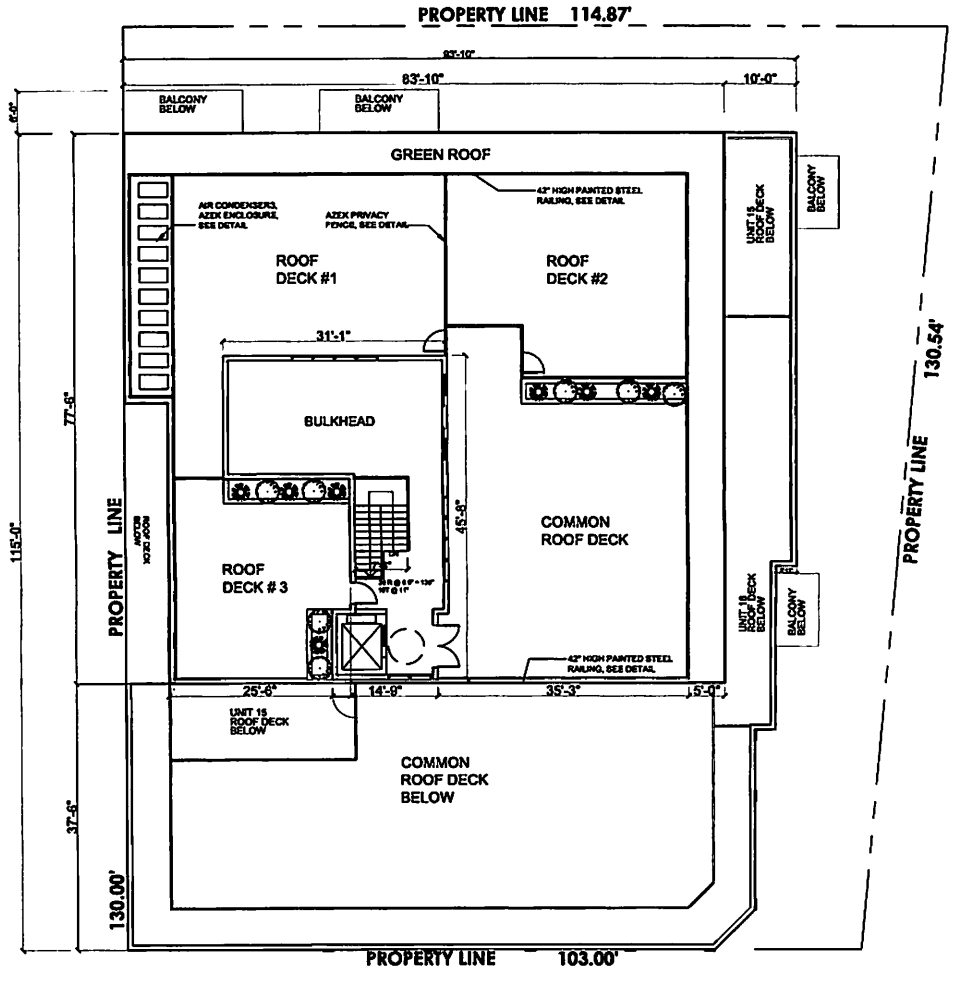 PROPERTY LINE 114.87'
93'-10"
83'-10"
10'-0"
6'-0"
BALCONY
BELOW
BALCONY
BELOW
GREEN ROOF
42" HIGH PAINTED STEEL
RAILING, SEE DETAIL
AIR CONDENSERS,
AZEK ENCLOSURE,
SEE DETAIL
AZEK PRIVACY
FENCE, SEE DETAIL
UNIT 15
ROOF DECK
BELOW
BALCONY
BELOW
ROOF
DECK #1
ROOF
DECK #2
31'-1"
130.54'
PROPERTY LINE
77'-6"
BULKHEAD
115'-0"
PROPERTY LINE
ROOF DECK
BELOW
45'-8"
COMMON
ROOF DECK
ROOF
DECK # 3
DN
UNIT 16
ROOF DECK
BELOW
BALCONY
BELOW
42" HIGH PAINTED STEEL
RAILING, SEE DETAIL
25'-6"
14'-9"
35'-3"
5'-0"
UNIT 15
ROOF DECK
BELOW
COMMON
ROOF DECK
BELOW
37'-6"
130.00'
PROPERTY LINE 103.00'